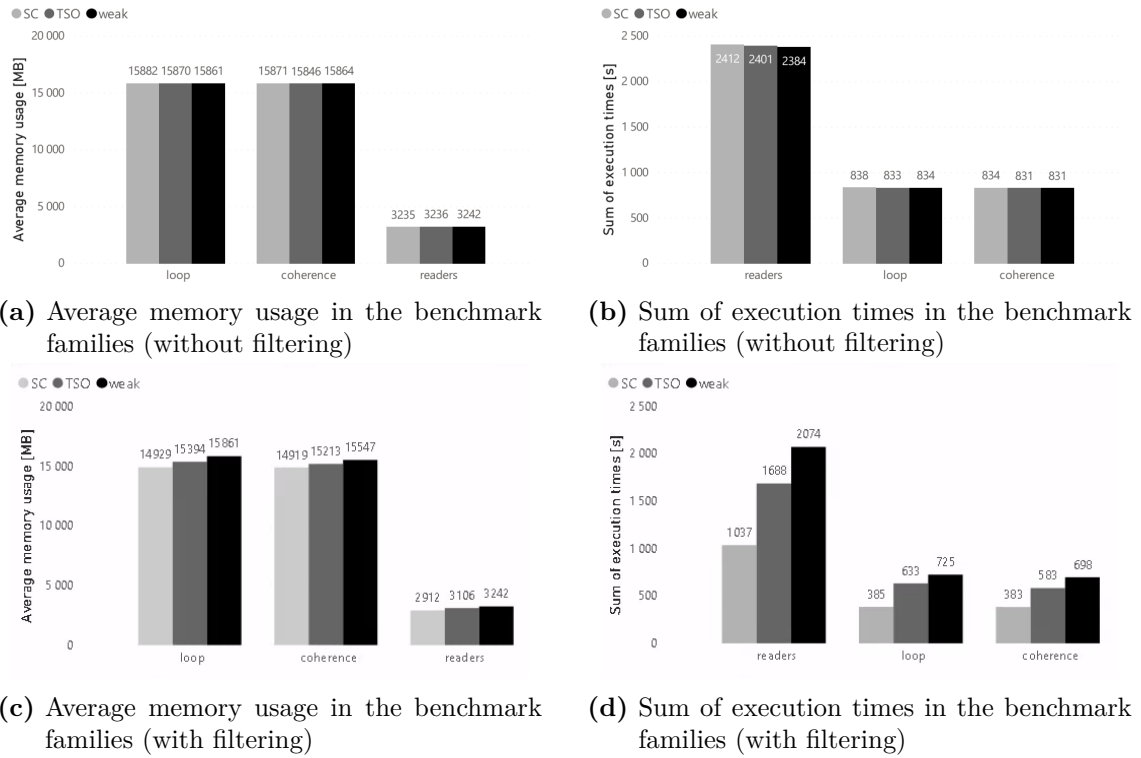 SC TSO weak
20 000
15 000
10 000
5 000
0
Average memory usage [MB]
15882 15870 15861
15871 15846 15864
3235 3236 3242
loop coherence readers
(a) Average memory usage in the benchmark
families (without filtering)
SC TSO weak
2 500
2 000
1 500
1 000
500
0
Sum of execution times [s]
2412 2401 2384
838 833 834
834 831 831
readers loop coherence
(b) Sum of execution times in the benchmark
families (without filtering)
SC TSO weak
20 000
15 000
10 000
5 000
0
Average memory usage [MB]
14929 15394 15861
14919 15213 15547
2912 3106 3242
loop coherence readers
(c) Average memory usage in the benchmark
families (with filtering)
SC TSO weak
2 500
2 000
1 500
1 000
500
0
Sum of execution times [s]
1037 1688 2074
385 633 725
383 583 698
readers loop coherence
(d) Sum of execution times in the benchmark
families (with filtering)